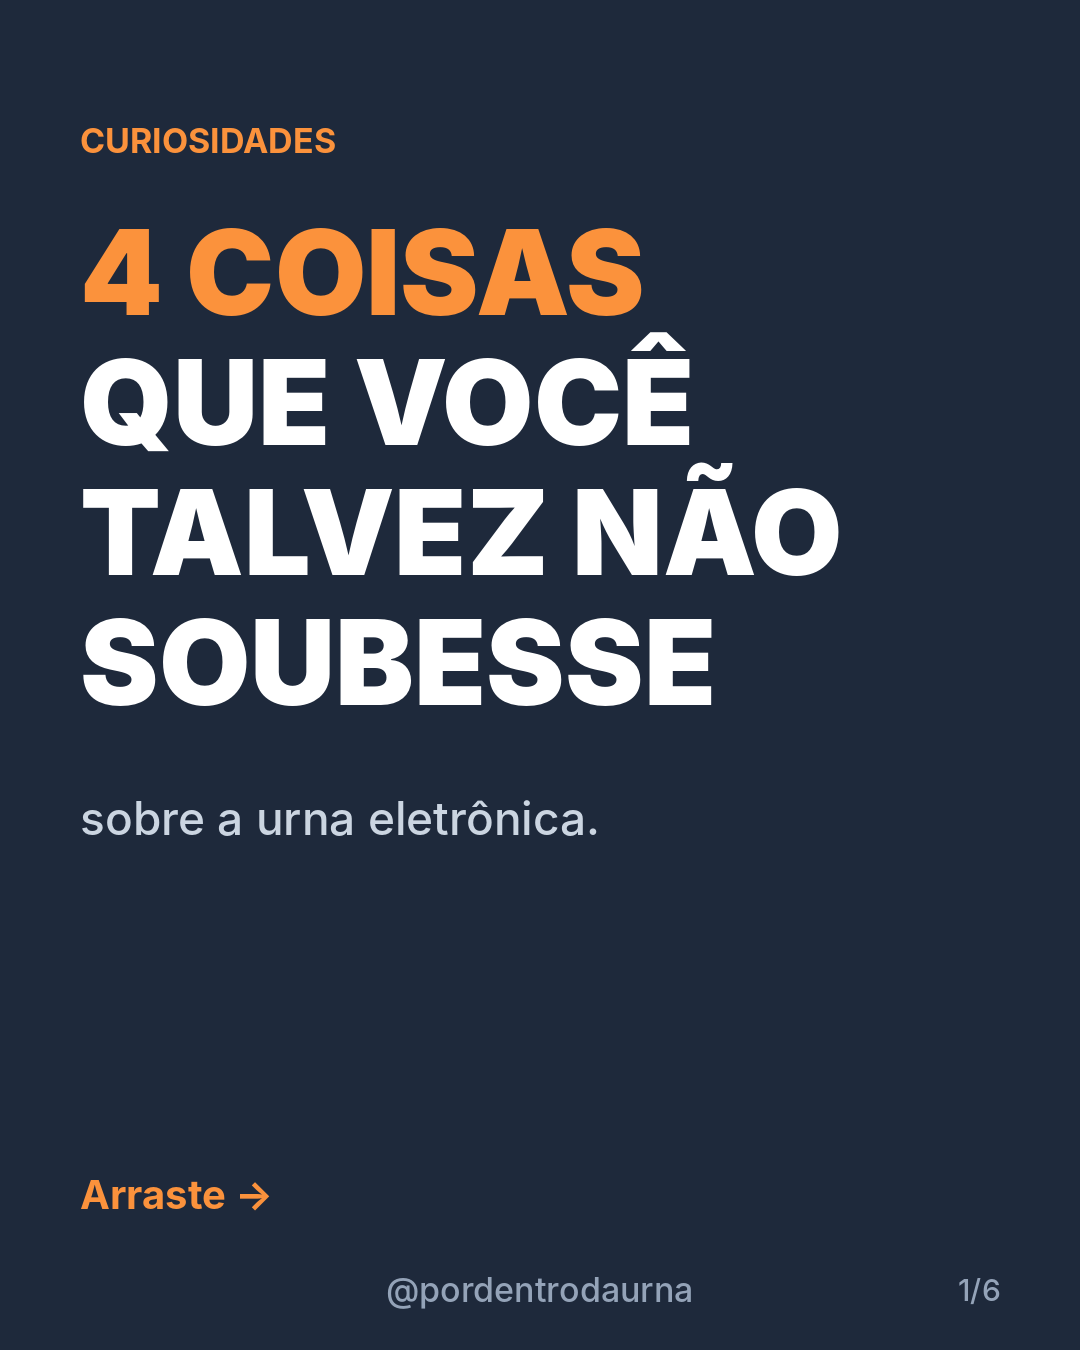 CURIOSIDADES
4 COISAS
QUE VOCÊ
TALVEZ NÃO
SOUBESSE
sobre a urna eletrônica.
Arraste →
@pordentrodaurna
1/6